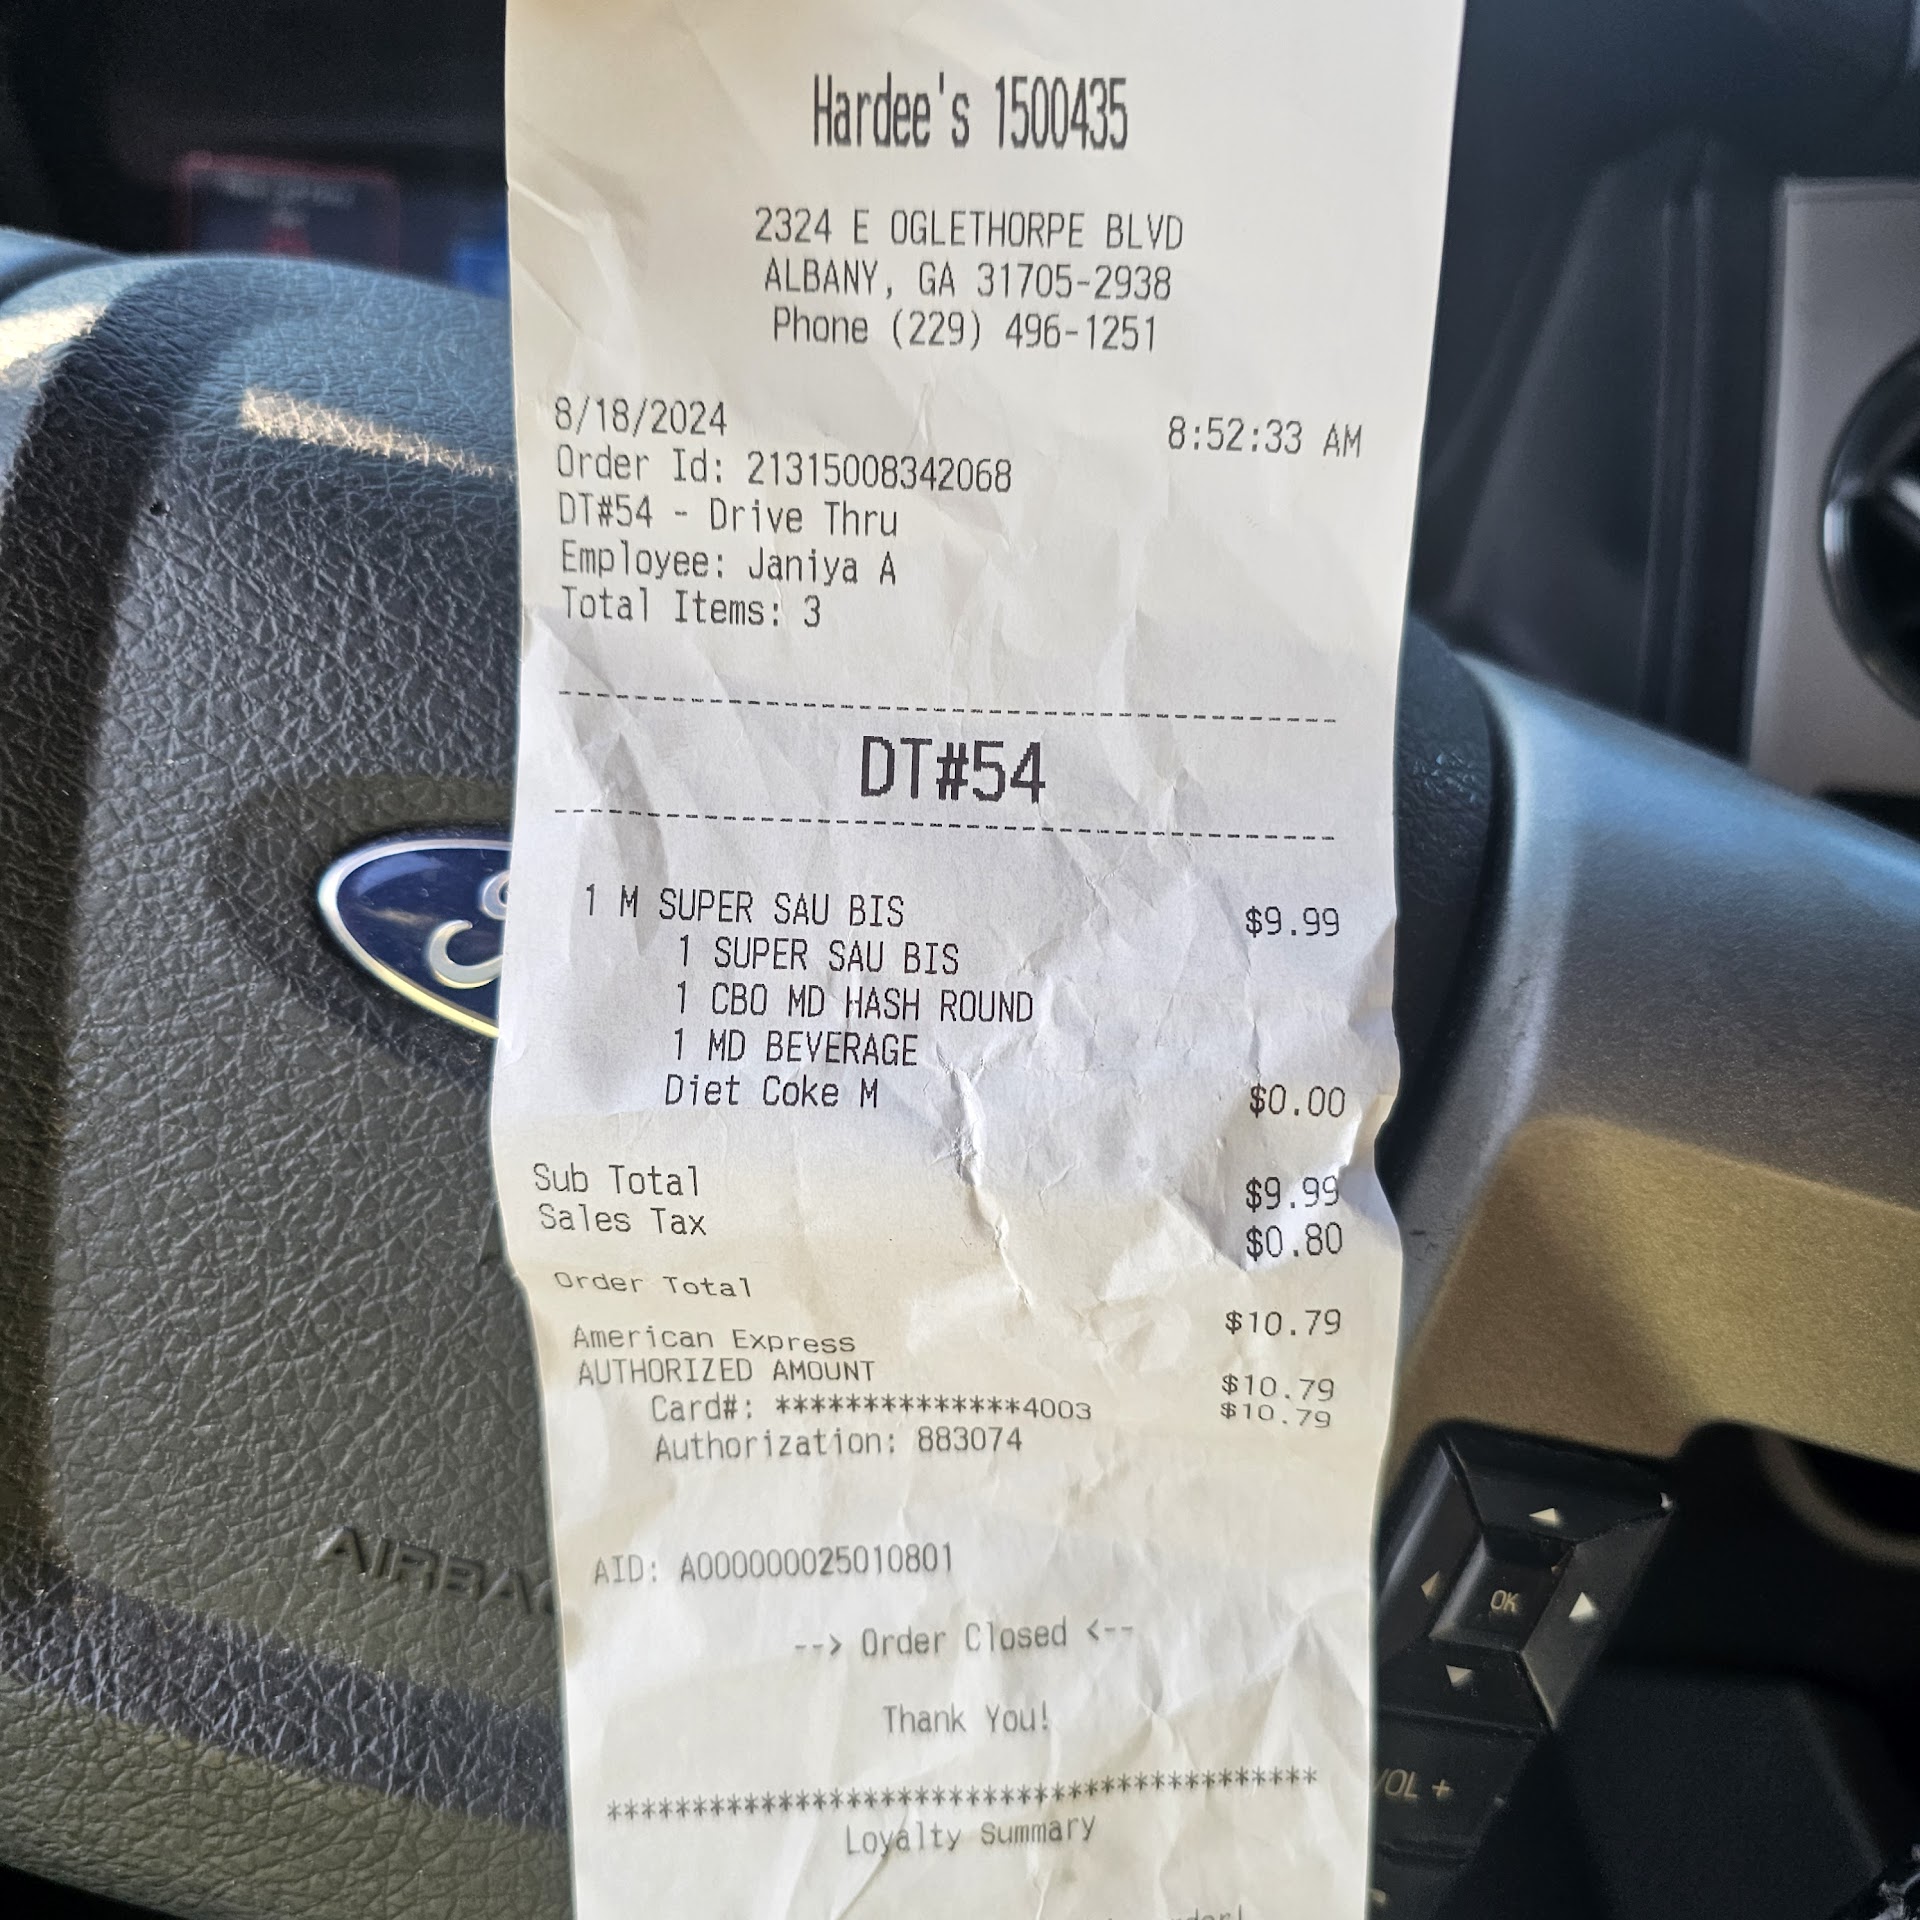 Hardee's 1500435
2324 E OGLETHORPE BLVD
ALBANY, GA 31705-2938
Phone (229) 496-1251
8/18/2024 8:52:33 AM
Order Id: 21315008342068
DT#54 - Drive Thru
Employee: Janiya A
Total Items: 3
DT#54
1 M SUPER SAU BIS $9.99
1 SUPER SAU BIS
1 CBO MD HASH ROUND
1 MD BEVERAGE
Diet Coke M $0.00
Sub Total $9.99
Sales Tax $0.80
Order Total $10.79
American Express $10.79
AUTHORIZED AMOUNT $10.79
Card#: **************4003
Authorization: 883074
AID: A000000025010801
--> Order Closed <--
Thank You!
****************************************
Loyalty Summary
AIRBAG
OK
VOL +